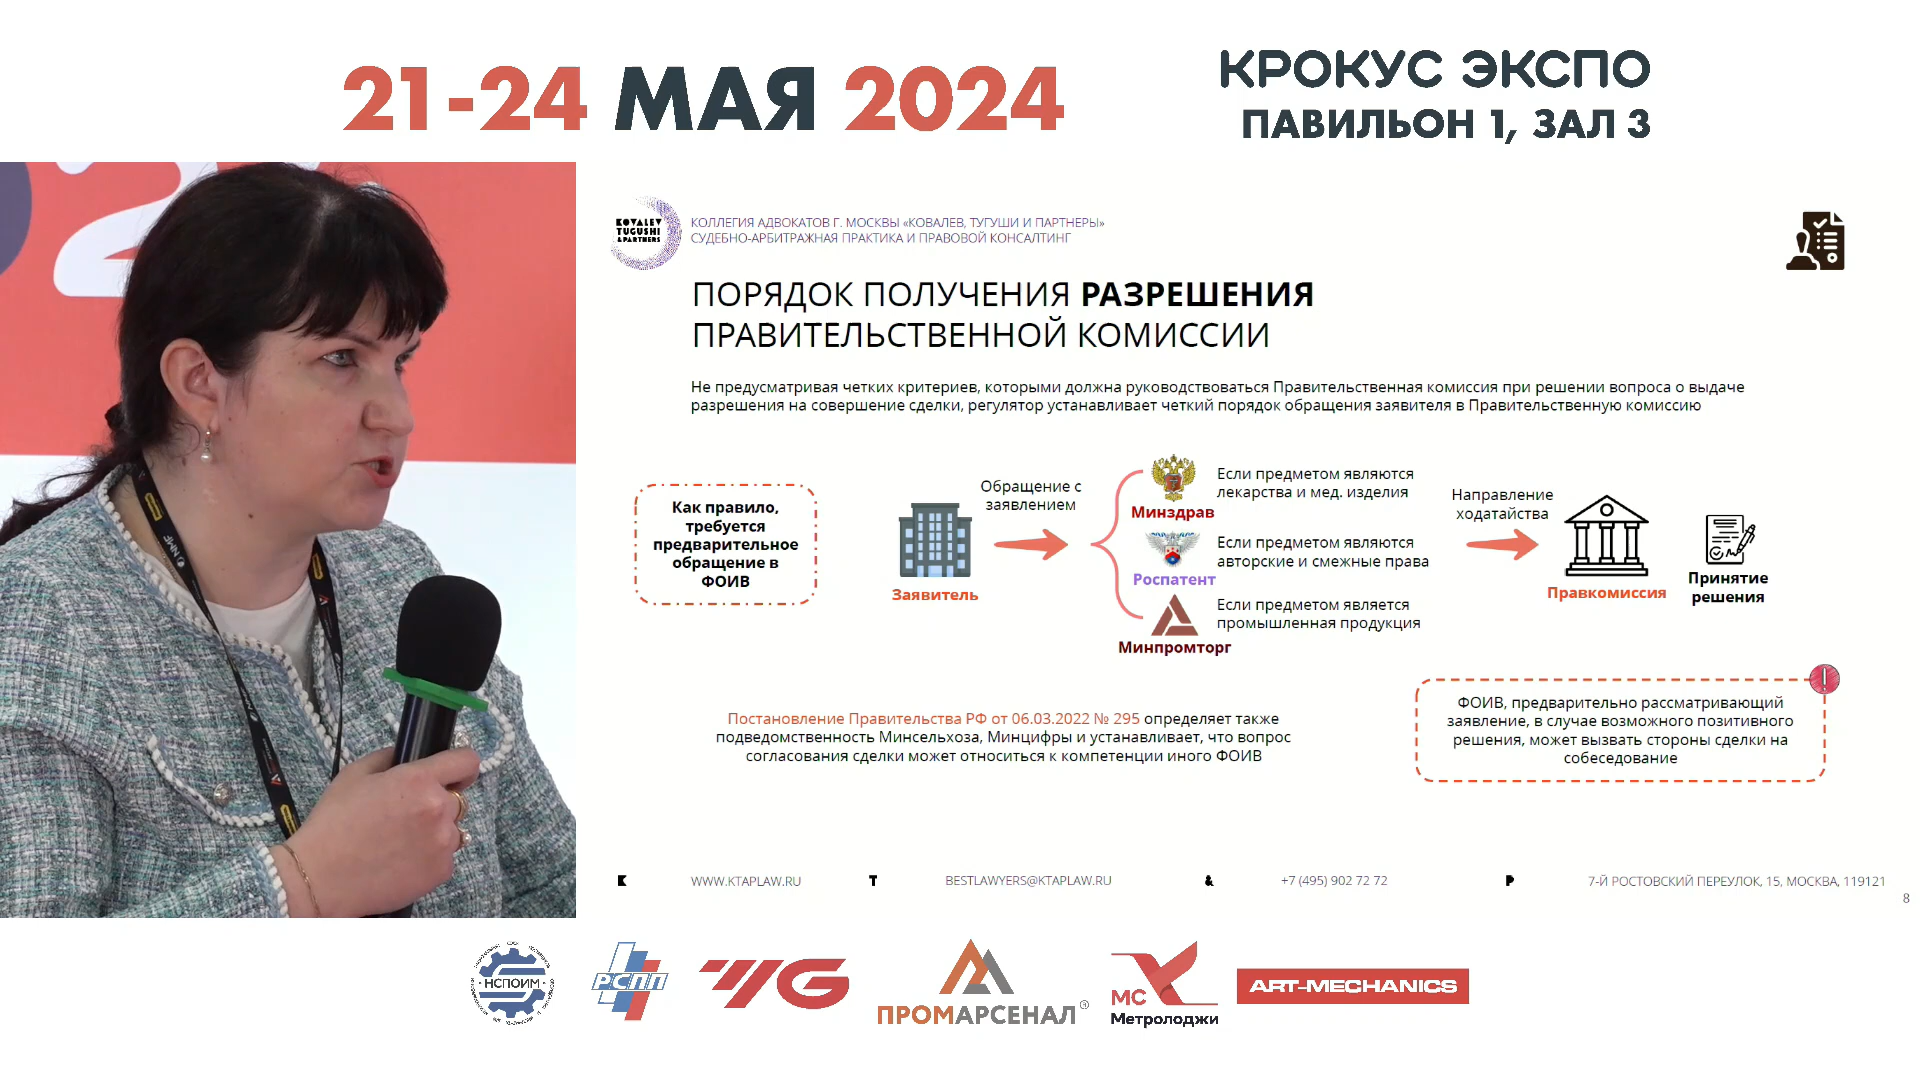 21-24 МАЯ 2024
КРОКУС ЭКСПО
ПАВИЛЬОН 1, ЗАЛ 3
KOVALEV
TUGUSHI
& PARTNERS
КОЛЛЕГИЯ АДВОКАТОВ Г. МОСКВЫ «КОВАЛЕВ, ТУГУШИ И ПАРТНЕРЫ»
СУДЕБНО-АРБИТРАЖНАЯ ПРАКТИКА И ПРАВОВОЙ КОНСАЛТИНГ
ПОРЯДОК ПОЛУЧЕНИЯ РАЗРЕШЕНИЯ
ПРАВИТЕЛЬСТВЕННОЙ КОМИССИИ
Не предусматривая четких критериев, которыми должна руководствоваться Правительственная комиссия при решении вопроса о выдаче
разрешения на совершение сделки, регулятор устанавливает четкий порядок обращения заявителя в Правительственную комиссию
Как правило,
требуется
предварительное
обращение в
ФОИВ
Заявитель
Обращение с
заявлением
Минздрав
Если предметом являются
лекарства и мед. изделия
Роспатент
Если предметом являются
авторские и смежные права
Минпромторг
Если предметом является
промышленная продукция
Направление
ходатайства
Правкомиссия
Принятие
решения
Постановление Правительства РФ от 06.03.2022 № 295 определяет также
подведомственность Минсельхоза, Минцифры и устанавливает, что вопрос
согласования сделки может относиться к компетенции иного ФОИВ
!
ФОИВ, предварительно рассматривающий
заявление, в случае возможного позитивного
решения, может вызвать стороны сделки на
собеседование
K WWW.KTAPLAW.RU T BESTLAWYERS@KTAPLAW.RU & +7 (495) 902 72 72 P 7-Й РОСТОВСКИЙ ПЕРЕУЛОК, 15, МОСКВА, 119121
8
NMF
НСПОИМ
РСПП
YG
ПРОМАРСЕНАЛ®
МС
Метролоджи
ART-MECHANICS